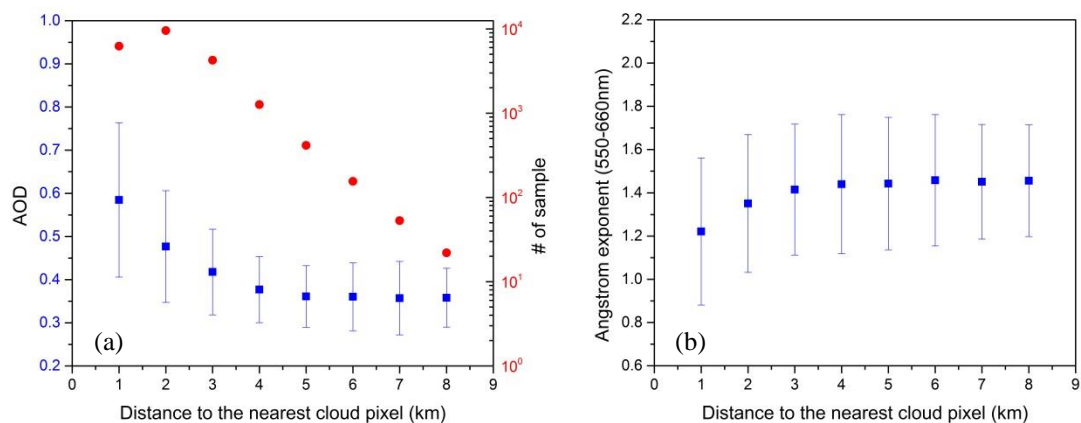 1.0
0.9
0.8
0.7
0.6
0.5
0.4
0.3
0.2
AOD
10^4
10^3
10^2
10^1
10^0
# of sample
(a)
0 1 2 3 4 5 6 7 8 9
Distance to the nearest cloud pixel (km)
2.2
2.0
1.8
1.6
1.4
1.2
1.0
0.8
0.6
Angstrom exponent (550-660nm)
(b)
0 1 2 3 4 5 6 7 8 9
Distance to the nearest cloud pixel (km)